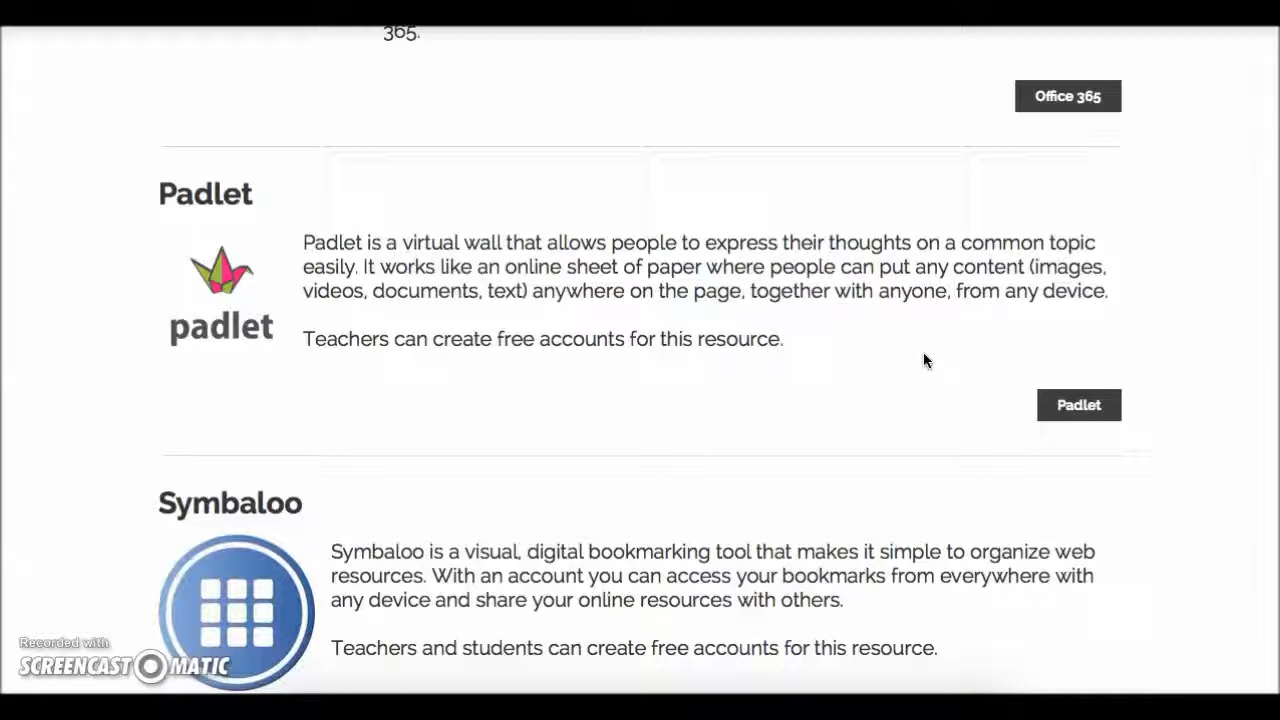 365.
Office 365
Padlet
Padlet is a virtual wall that allows people to express their thoughts on a common topic
easily. It works like an online sheet of paper where people can put any content (images,
videos, documents, text) anywhere on the page, together with anyone, from any device.
padlet
Teachers can create free accounts for this resource.
Padlet
Symbaloo
Symbaloo is a visual, digital bookmarking tool that makes it simple to organize web
resources. With an account you can access your bookmarks from everywhere with
any device and share your online resources with others.
Teachers and students can create free accounts for this resource.
Recorded with
SCREENCAST O MATIC